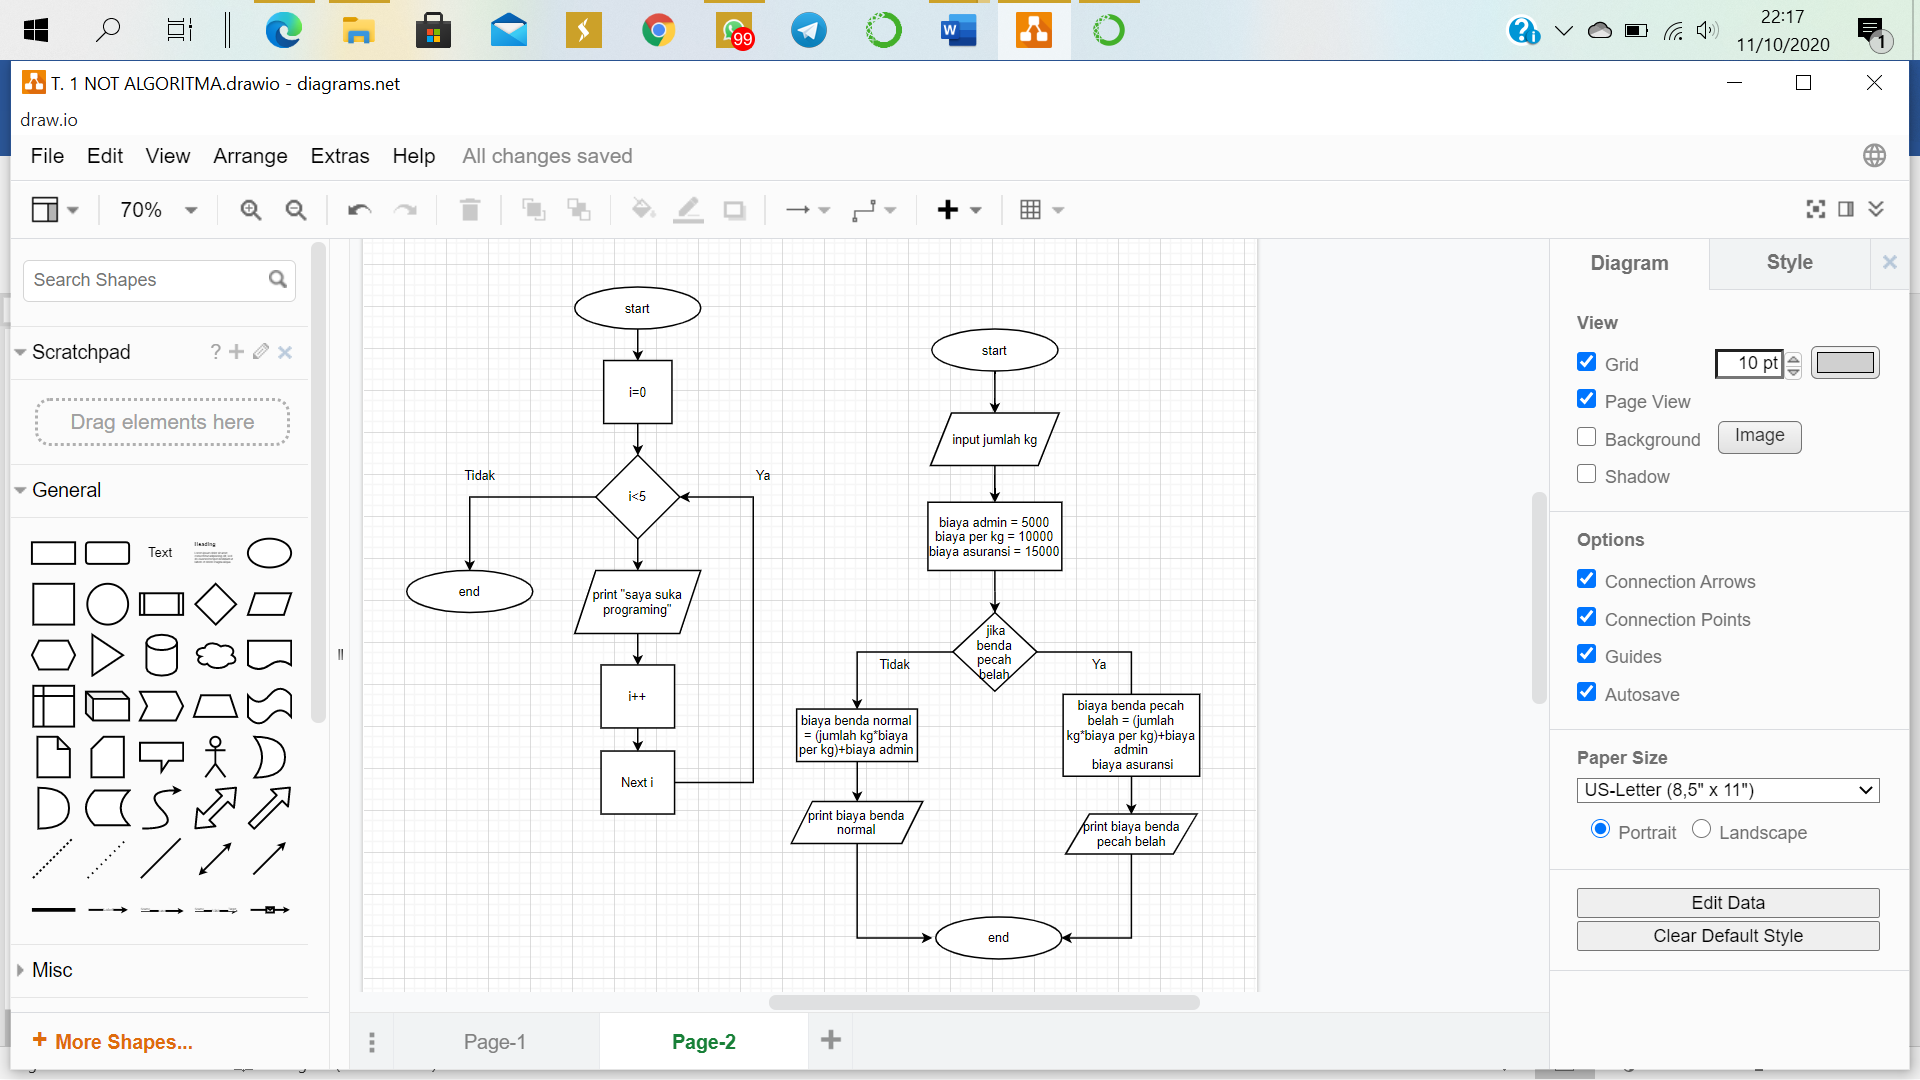 99
22:17
11/10/2020
1
T. 1 NOT ALGORITMA.drawio - diagrams.net
draw.io
File Edit View Arrange Extras Help All changes saved
70%
Search Shapes
Scratchpad
?
Drag elements here
General
Text
Heading
Misc
+ More Shapes...
start
i=0
Tidak
Ya
i<5
end
print "saya suka
programing"
i++
Next i
start
input jumlah kg
biaya admin = 5000
biaya per kg = 10000
biaya asuransi = 15000
jika
benda
pecah
belah
Tidak
Ya
biaya benda normal
= (jumlah kg*biaya
per kg)+biaya admin
biaya benda pecah
belah = (jumlah
kg*biaya per kg)+biaya
admin
biaya asuransi
print biaya benda
normal
print biaya benda
pecah belah
end
Page-1
Page-2
Diagram
Style
View
Grid
10 pt
Page View
Background
Image
Shadow
Options
Connection Arrows
Connection Points
Guides
Autosave
Paper Size
US-Letter (8,5" x 11")
Portrait
Landscape
Edit Data
Clear Default Style